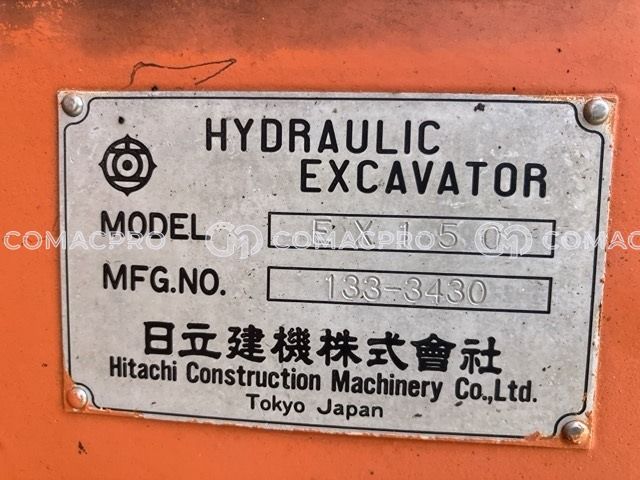 HYDRAULIC
EXCAVATOR
MODEL EX150
COMACPRO COMACPRO COMACPRO
MFG.NO. 133-3430
日立建機株式會社
Hitachi Construction Machinery Co.,Ltd.
Tokyo Japan